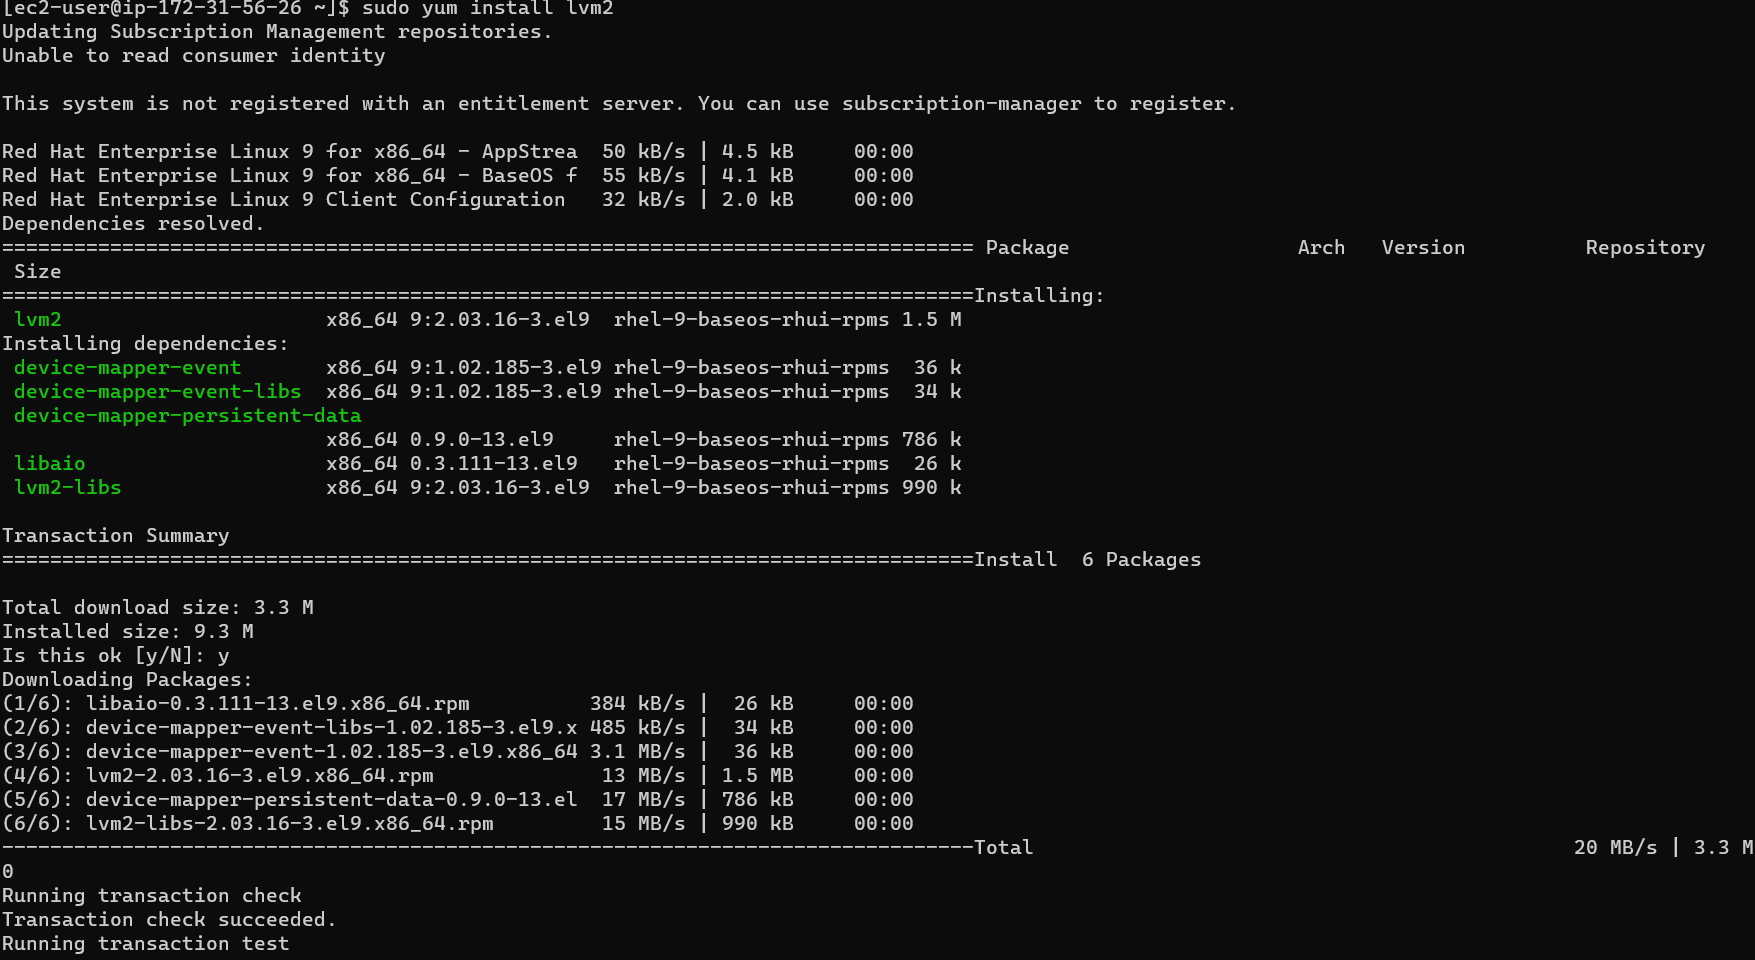 [ec2-user@ip-172-31-56-26 ~]$ sudo yum install lvm2
Updating Subscription Management repositories.
Unable to read consumer identity
This system is not registered with an entitlement server. You can use subscription-manager to register.
Red Hat Enterprise Linux 9 for x86_64 - AppStrea  50 kB/s | 4.5 kB     00:00
Red Hat Enterprise Linux 9 for x86_64 - BaseOS f  55 kB/s | 4.1 kB     00:00
Red Hat Enterprise Linux 9 Client Configuration   32 kB/s | 2.0 kB     00:00
Dependencies resolved.
================================================================================= Package                   Arch   Version          Repository
 Size
=================================================================================Installing:
 lvm2                      x86_64 9:2.03.16-3.el9  rhel-9-baseos-rhui-rpms 1.5 M
Installing dependencies:
 device-mapper-event       x86_64 9:1.02.185-3.el9 rhel-9-baseos-rhui-rpms  36 k
 device-mapper-event-libs  x86_64 9:1.02.185-3.el9 rhel-9-baseos-rhui-rpms  34 k
 device-mapper-persistent-data
                           x86_64 0.9.0-13.el9     rhel-9-baseos-rhui-rpms 786 k
 libaio                    x86_64 0.3.111-13.el9   rhel-9-baseos-rhui-rpms  26 k
 lvm2-libs                 x86_64 9:2.03.16-3.el9  rhel-9-baseos-rhui-rpms 990 k
Transaction Summary
=================================================================================Install  6 Packages
Total download size: 3.3 M
Installed size: 9.3 M
Is this ok [y/N]: y
Downloading Packages:
(1/6): libaio-0.3.111-13.el9.x86_64.rpm          384 kB/s |  26 kB     00:00
(2/6): device-mapper-event-libs-1.02.185-3.el9.x 485 kB/s |  34 kB     00:00
(3/6): device-mapper-event-1.02.185-3.el9.x86_64 3.1 MB/s |  36 kB     00:00
(4/6): lvm2-2.03.16-3.el9.x86_64.rpm              13 MB/s | 1.5 MB     00:00
(5/6): device-mapper-persistent-data-0.9.0-13.el  17 MB/s | 786 kB     00:00
(6/6): lvm2-libs-2.03.16-3.el9.x86_64.rpm         15 MB/s | 990 kB     00:00
---------------------------------------------------------------------------------Total                                             20 MB/s | 3.3 M
0
Running transaction check
Transaction check succeeded.
Running transaction test